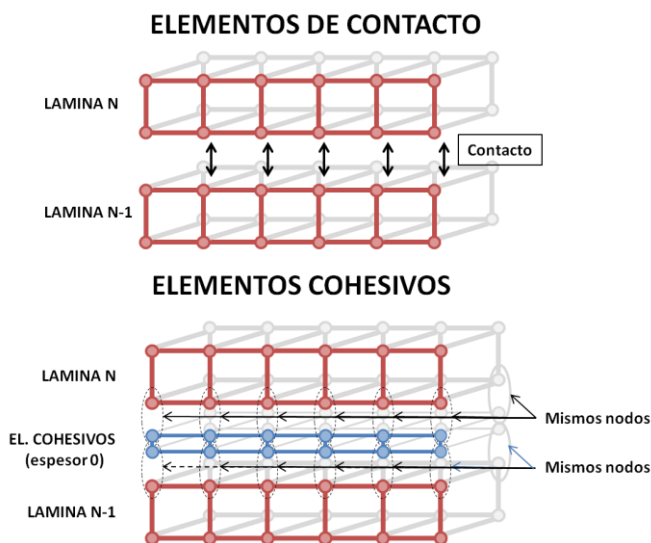 ELEMENTOS DE CONTACTO
LAMINA N
Contacto
LAMINA N-1
ELEMENTOS COHESIVOS
LAMINA N
Mismos nodos
EL. COHESIVOS
(espesor 0)
Mismos nodos
LAMINA N-1